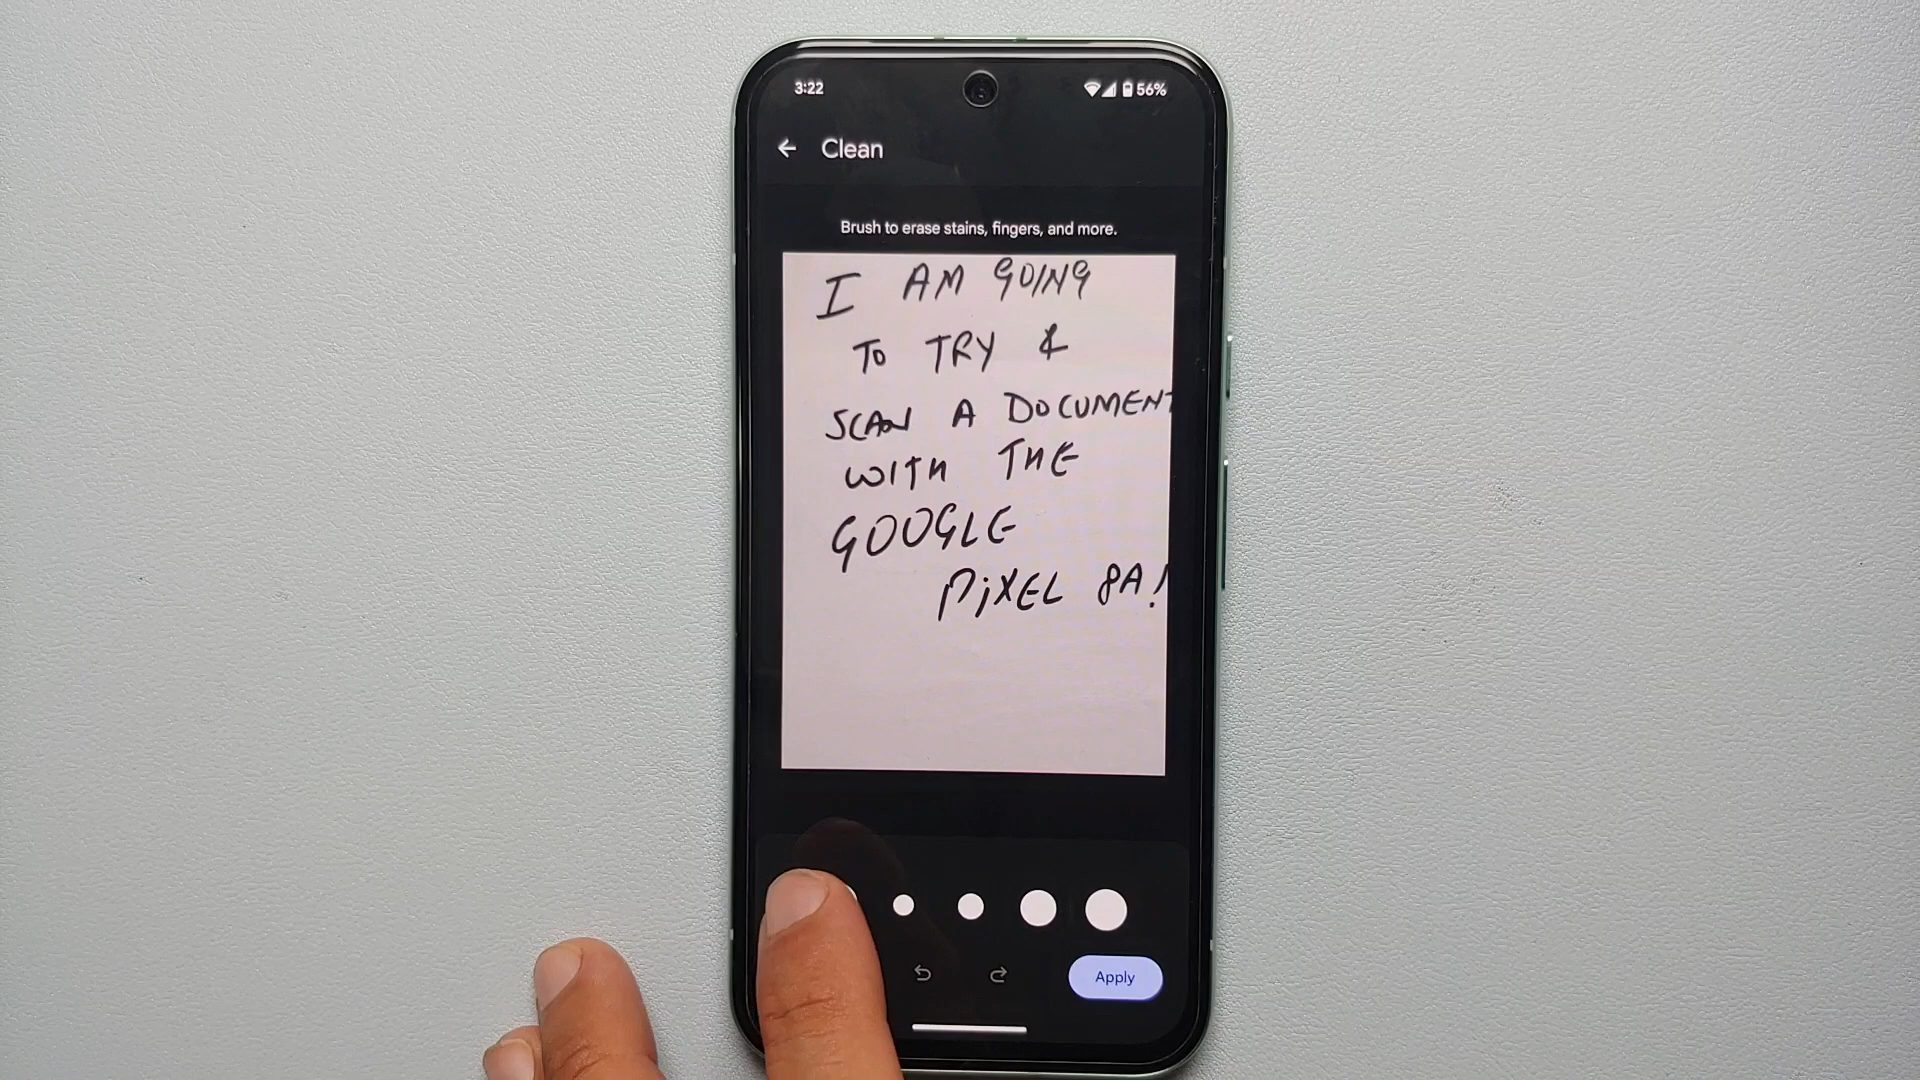 3:22
56%
Clean
Brush to erase stains, fingers, and more.
I AM GOING
TO TRY &
SCAN A DOCUMENT
WITH THE
GOOGLE
PiXEL 8A!
Apply